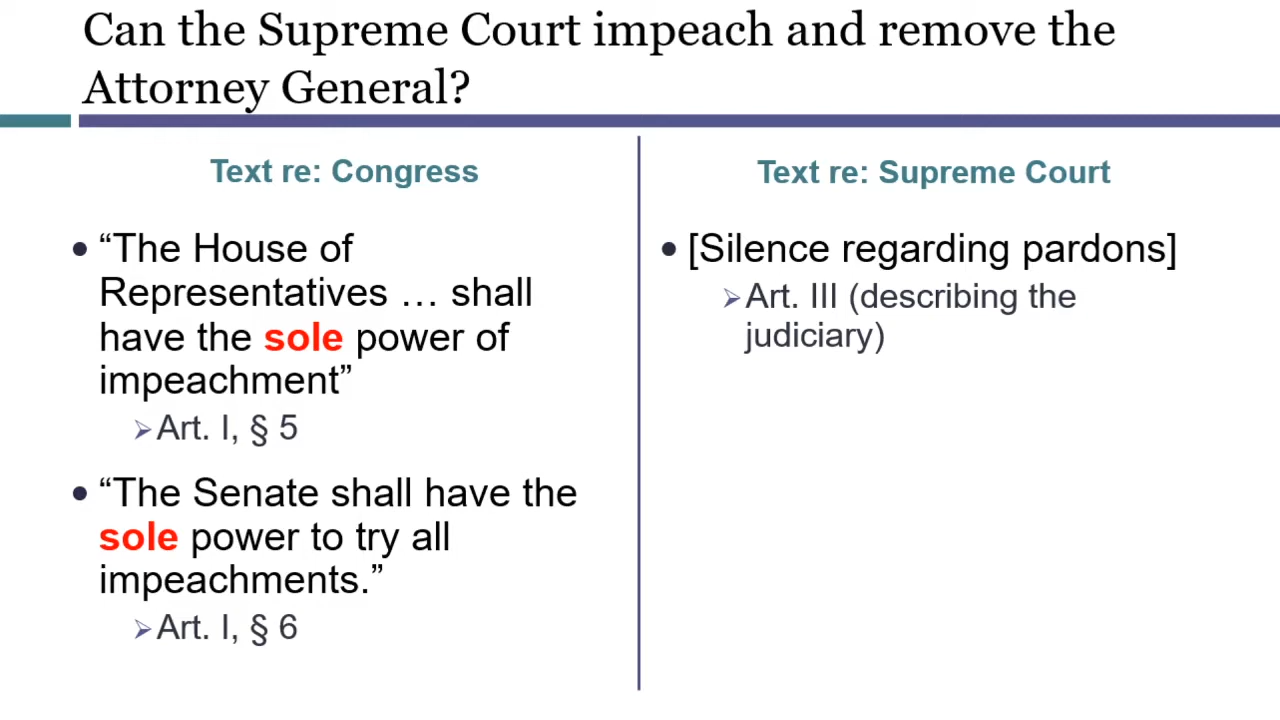 Can the Supreme Court impeach and remove the
Attorney General?
Text re: Congress
• “The House of
Representatives … shall
have the sole power of
impeachment”
➢ Art. I, § 5
• “The Senate shall have the
sole power to try all
impeachments.”
➢ Art. I, § 6
Text re: Supreme Court
• [Silence regarding pardons]
➢ Art. III (describing the
judiciary)